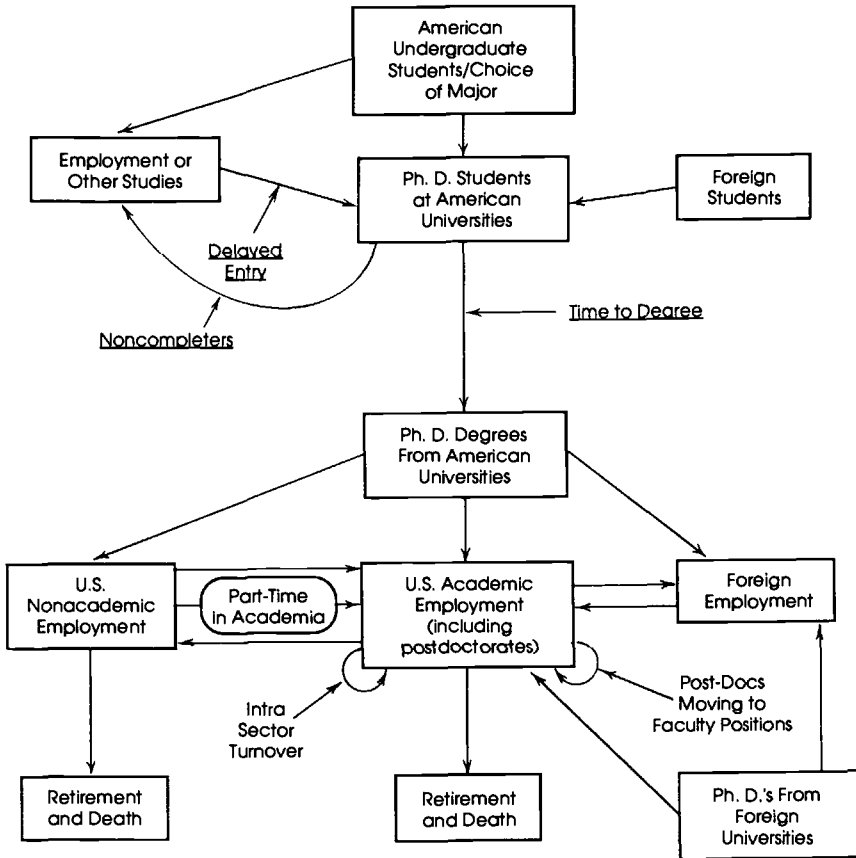 American
Undergraduate
Students/Choice
of Major
Employment or
Other Studies
Ph. D. Students
at American
Universities
Foreign
Students
Delayed
Entry
Noncompleters
Time to Degree
Ph. D. Degrees
From American
Universities
U.S.
Nonacademic
Employment
Part-Time
in Academia
U.S. Academic
Employment
(including
postdoctorates)
Foreign
Employment
Intra
Sector
Turnover
Post-Docs
Moving to
Faculty Positions
Retirement
and Death
Retirement
and Death
Ph. D.'s From
Foreign
Universities